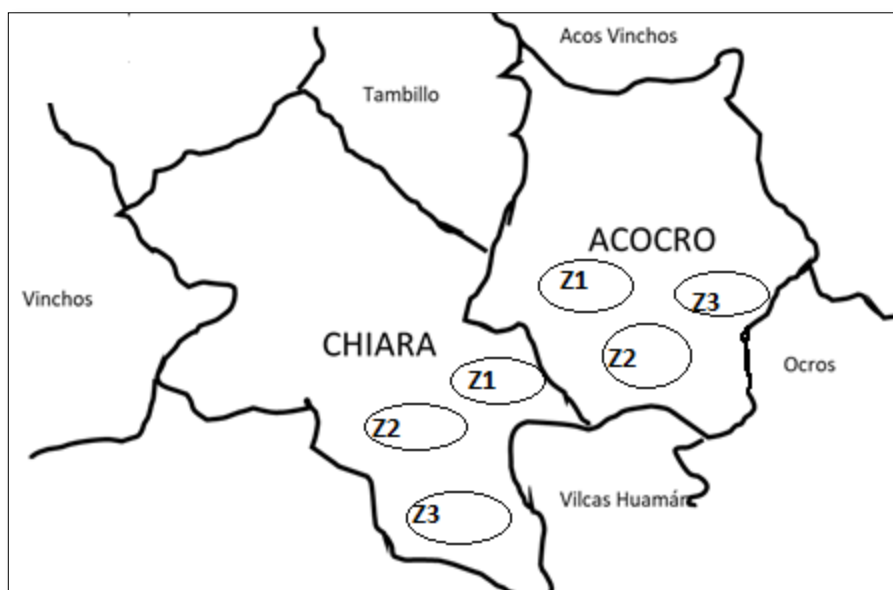 Acos Vinchos
Tambillo
ACOCRO
Z1
Z3
Vinchos
CHIARA
Z2
Ocros
Z1
Z2
Vilcas Huamán
Z3